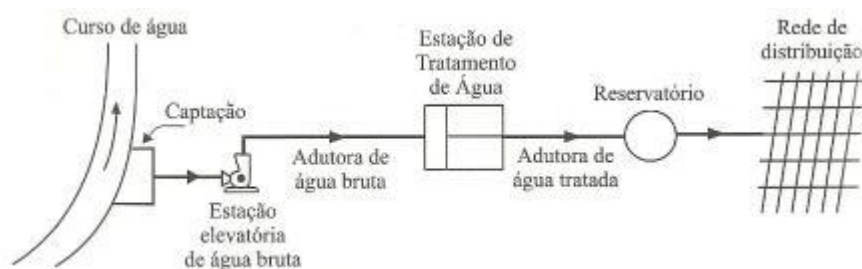 Curso de água
Captação
Estação
elevatória
de água bruta
Adutora de
água bruta
Estação de
Tratamento
de Água
Adutora de
água tratada
Reservatório
Rede de
distribuição